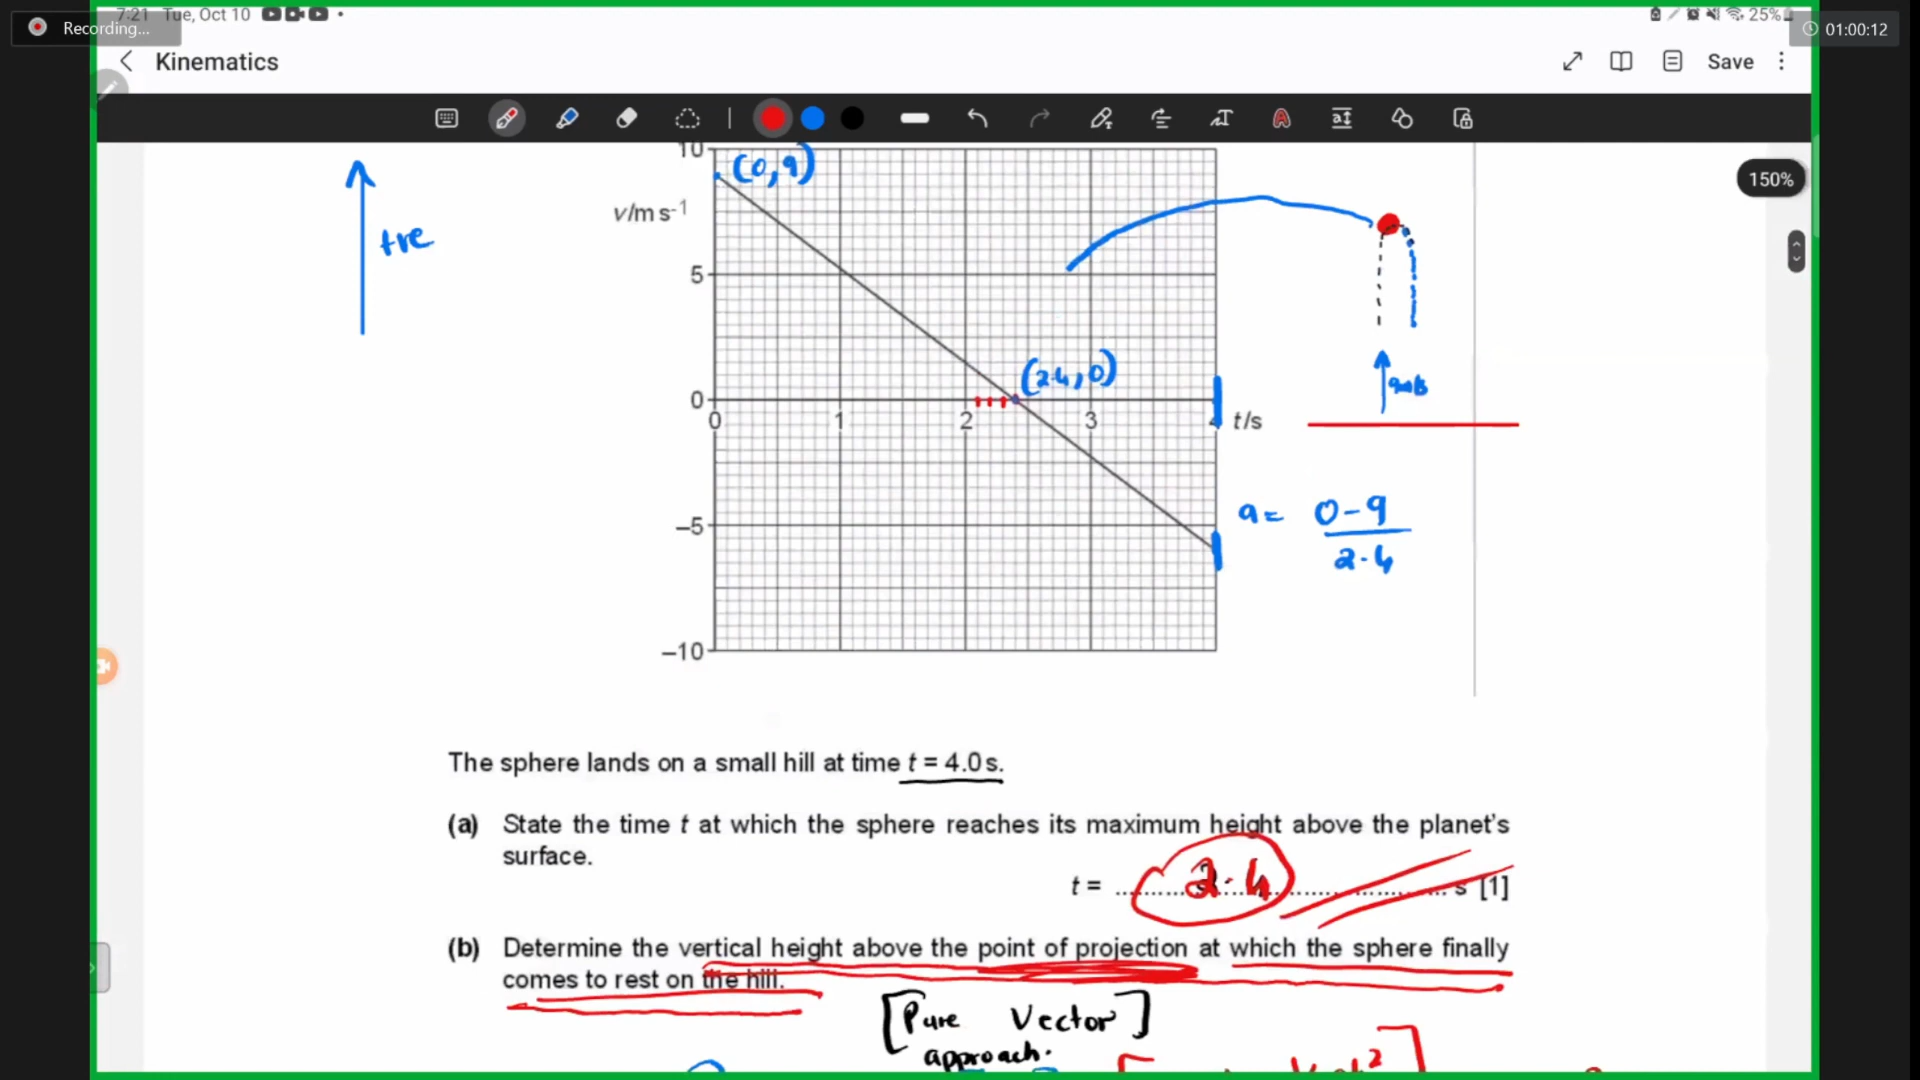 7:21 Tue, Oct 10
25%
Recording...
01:00:12
Kinematics
Save
150%
10
(0,9)
v/m s-1
+ve
5
(2.4,0)
0
0 1 2 3 4 t/s
–5
a = 0-9
2.4
–10
The sphere lands on a small hill at time t = 4.0 s.
(a) State the time t at which the sphere reaches its maximum height above the planet's
surface.
t = 2.4 s [1]
(b) Determine the vertical height above the point of projection at which the sphere finally
comes to rest on the hill.
[Pure Vector]
approach.